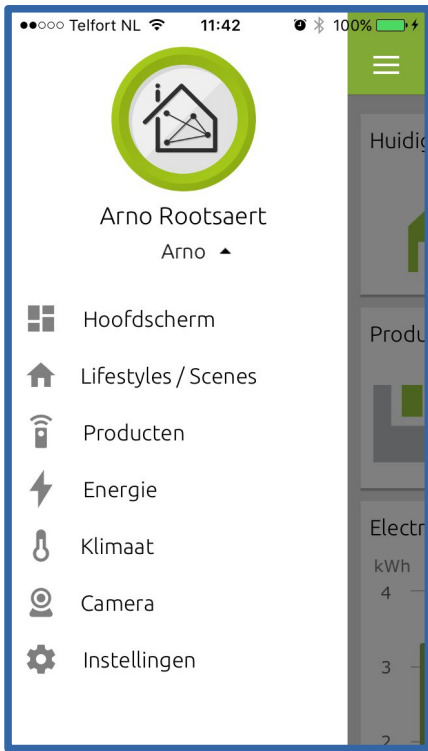 Telfort NL 11:42 100%
Arno Rootsaert
Arno
Hoofdscherm
Lifestyles / Scenes
Producten
Energie
Klimaat
Camera
Instellingen
Huidig
Produ
Electr
kWh
4
3
2